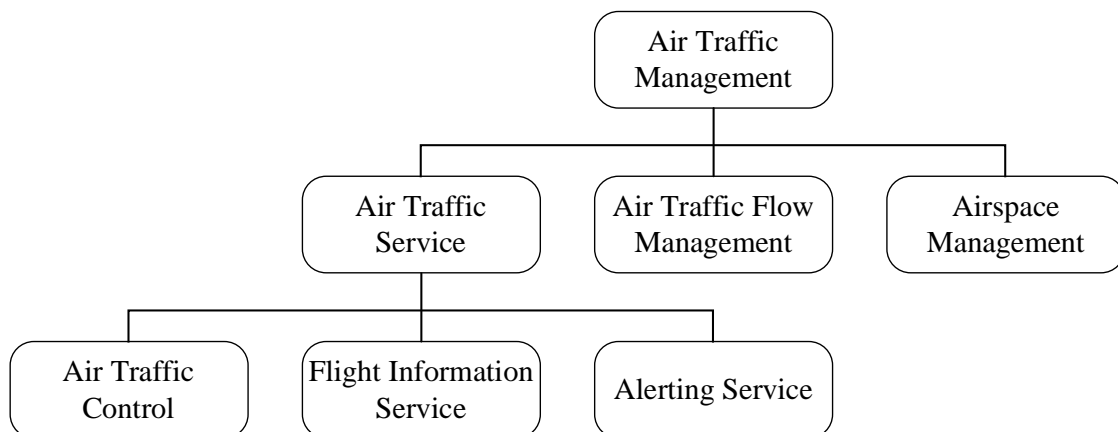 Air Traffic
Management
Air Traffic
Service
Air Traffic Flow
Management
Airspace
Management
Air Traffic
Control
Flight Information
Service
Alerting Service